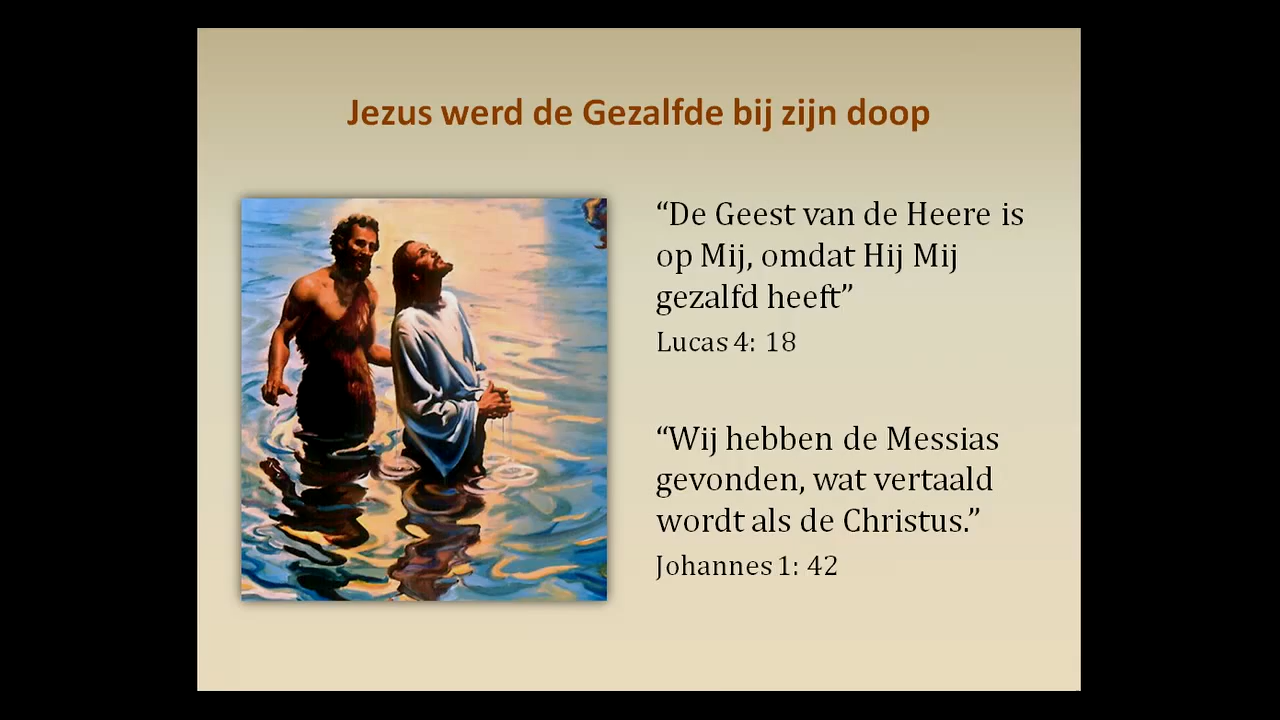 Jezus werd de Gezalfde bij zijn doop
“De Geest van de Heere is
op Mij, omdat Hij Mij
gezalfd heeft”
Lucas 4: 18
“Wij hebben de Messias
gevonden, wat vertaald
wordt als de Christus.”
Johannes 1: 42